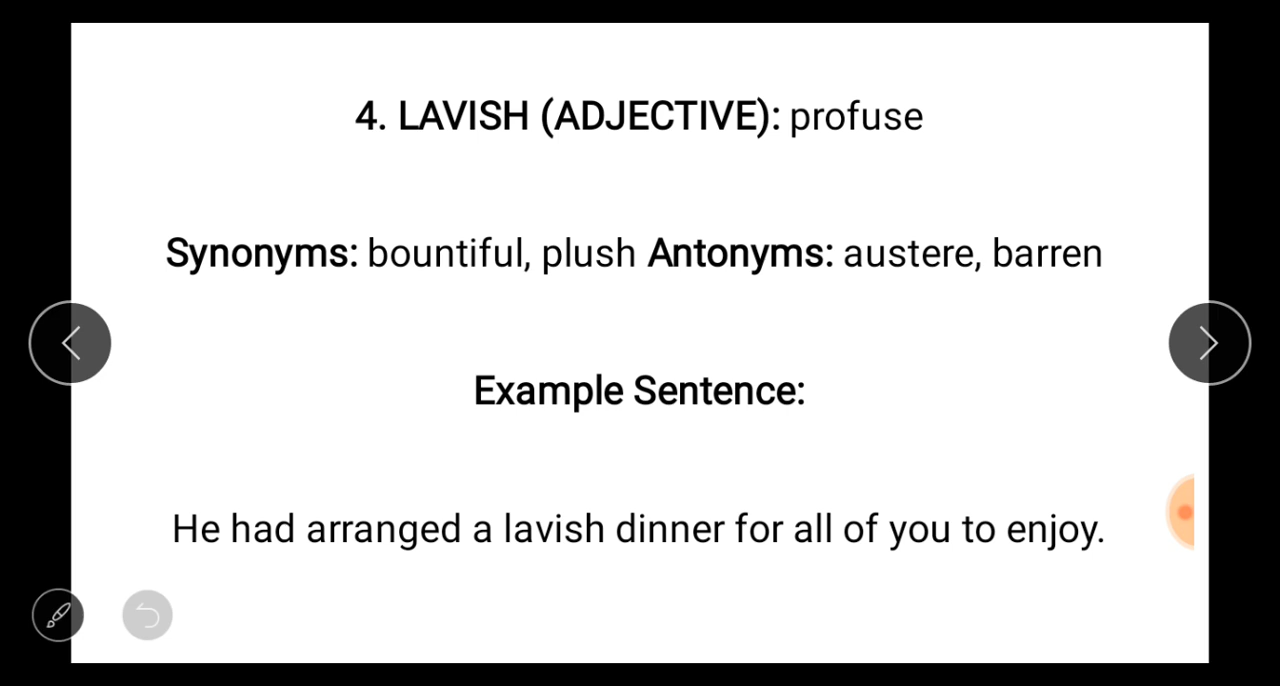 4. LAVISH (ADJECTIVE): profuse
Synonyms: bountiful, plush Antonyms: austere, barren
Example Sentence:
He had arranged a lavish dinner for all of you to enjoy.